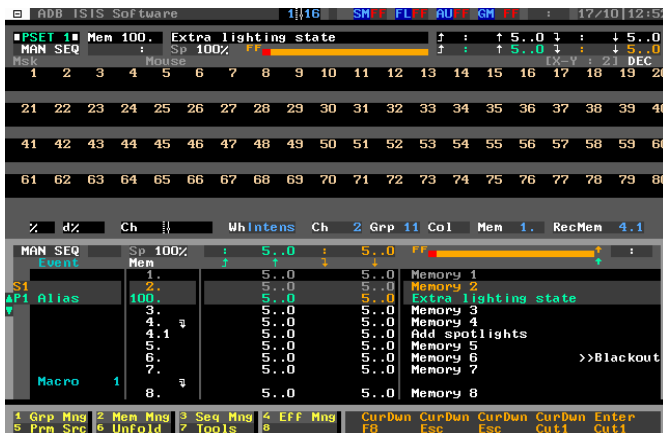 ADB ISIS Software 1 16 SMFF FLFF AUFF GM FF : 17/10 12:5
PSET 1 Mem 100. Extra lighting state : 5..0 : 5..0
MAN SEQ : Sp 100% FF : 5..0 : 5..0
Msk Mouse [X-Y : 2] DEC
1 2 3 4 5 6 7 8 9 10 11 12 13 14 15 16 17 18 19 20
21 22 23 24 25 26 27 28 29 30 31 32 33 34 35 36 37 38 39 4
41 42 43 44 45 46 47 48 49 50 51 52 53 54 55 56 57 58 59 6
61 62 63 64 65 66 67 68 69 70 71 72 73 74 75 76 77 78 79 8
% d% Ch WhIntens Ch 2 Grp 11 Col Mem 1. RecMem 4.1
MAN SEQ Sp 100% : 5..0 : 5..0 FF :
Event Mem
1. 5..0 5..0 Memory 1
S1 2. 5..0 5..0 Memory 2
P1 Alias 100. 5..0 5..0 Extra lighting state
3. 5..0 5..0 Memory 3
4. 5..0 5..0 Memory 4
4.1 5..0 5..0 Add spotlights
5. 5..0 5..0 Memory 5
6. 5..0 5..0 Memory 6 >>Blackout
7. 5..0 5..0 Memory 7
Macro 1
8. 5..0 5..0 Memory 8
1 Grp Mng 2 Mem Mng 3 Seq Mng 4 Eff Mng CurDwn CurDwn CurDwn CurDwn Enter
5 Prm Src 6 Unfold 7 Tools 8 F8 Esc Esc Cut1 Cut1